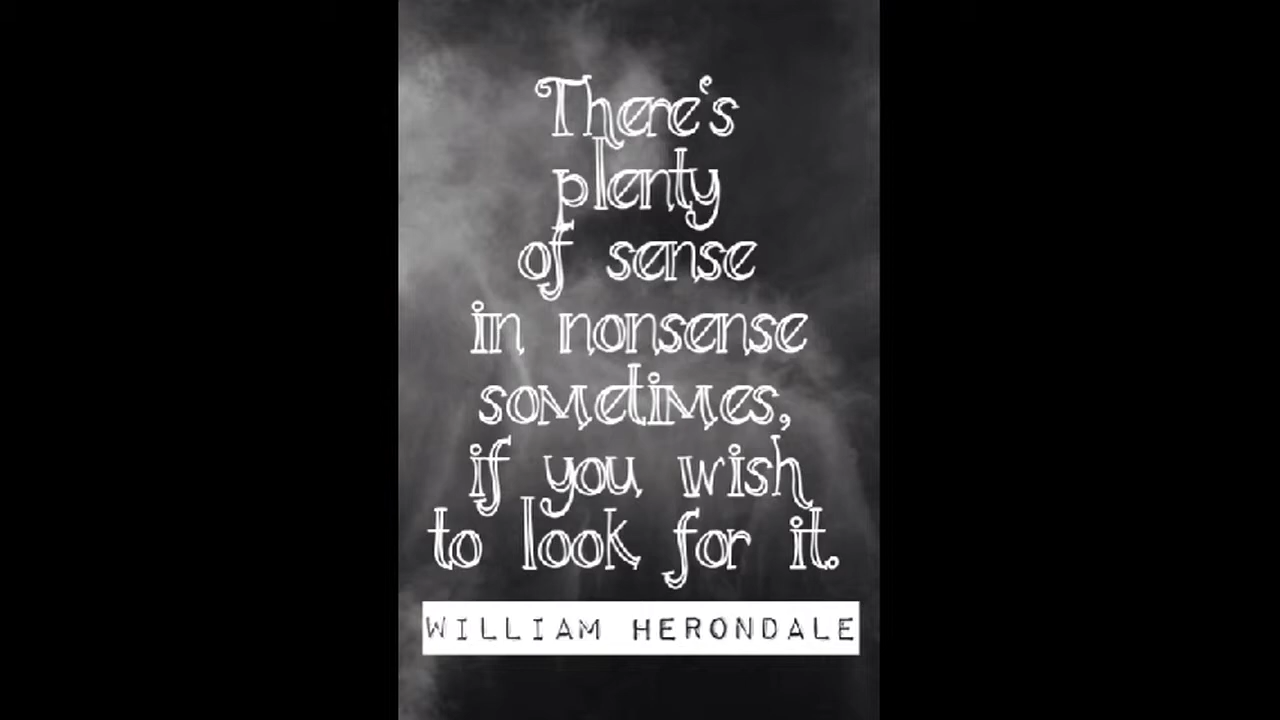 There's
plenty
of sense
in nonsense
sometimes,
if you wish
to look for it.
WILLIAM HERONDALE